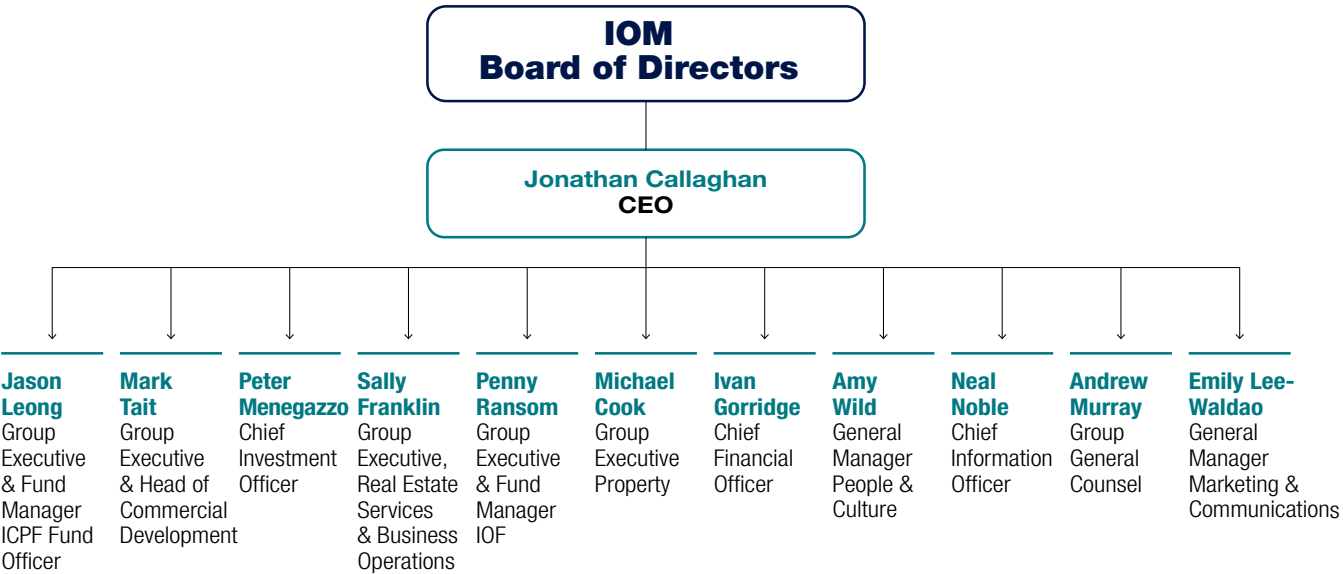 IOM
Board of Directors
Jonathan Callaghan
CEO
Jason
Leong
Group
Executive
& Fund
Manager
ICPF Fund
Officer
Mark
Tait
Group
Executive
& Head of
Commercial
Development
Peter
Menegazzo
Chief
Investment
Officer
Sally
Franklin
Group
Executive,
Real Estate
Services
& Business
Operations
Penny
Ransom
Group
Executive
& Fund
Manager
IOF
Michael
Cook
Group
Executive
Property
Ivan
Gorridge
Chief
Financial
Officer
Amy
Wild
General
Manager
People &
Culture
Neal
Noble
Chief
Information
Officer
Andrew
Murray
Group
General
Counsel
Emily Lee-
Waldao
General
Manager
Marketing &
Communications